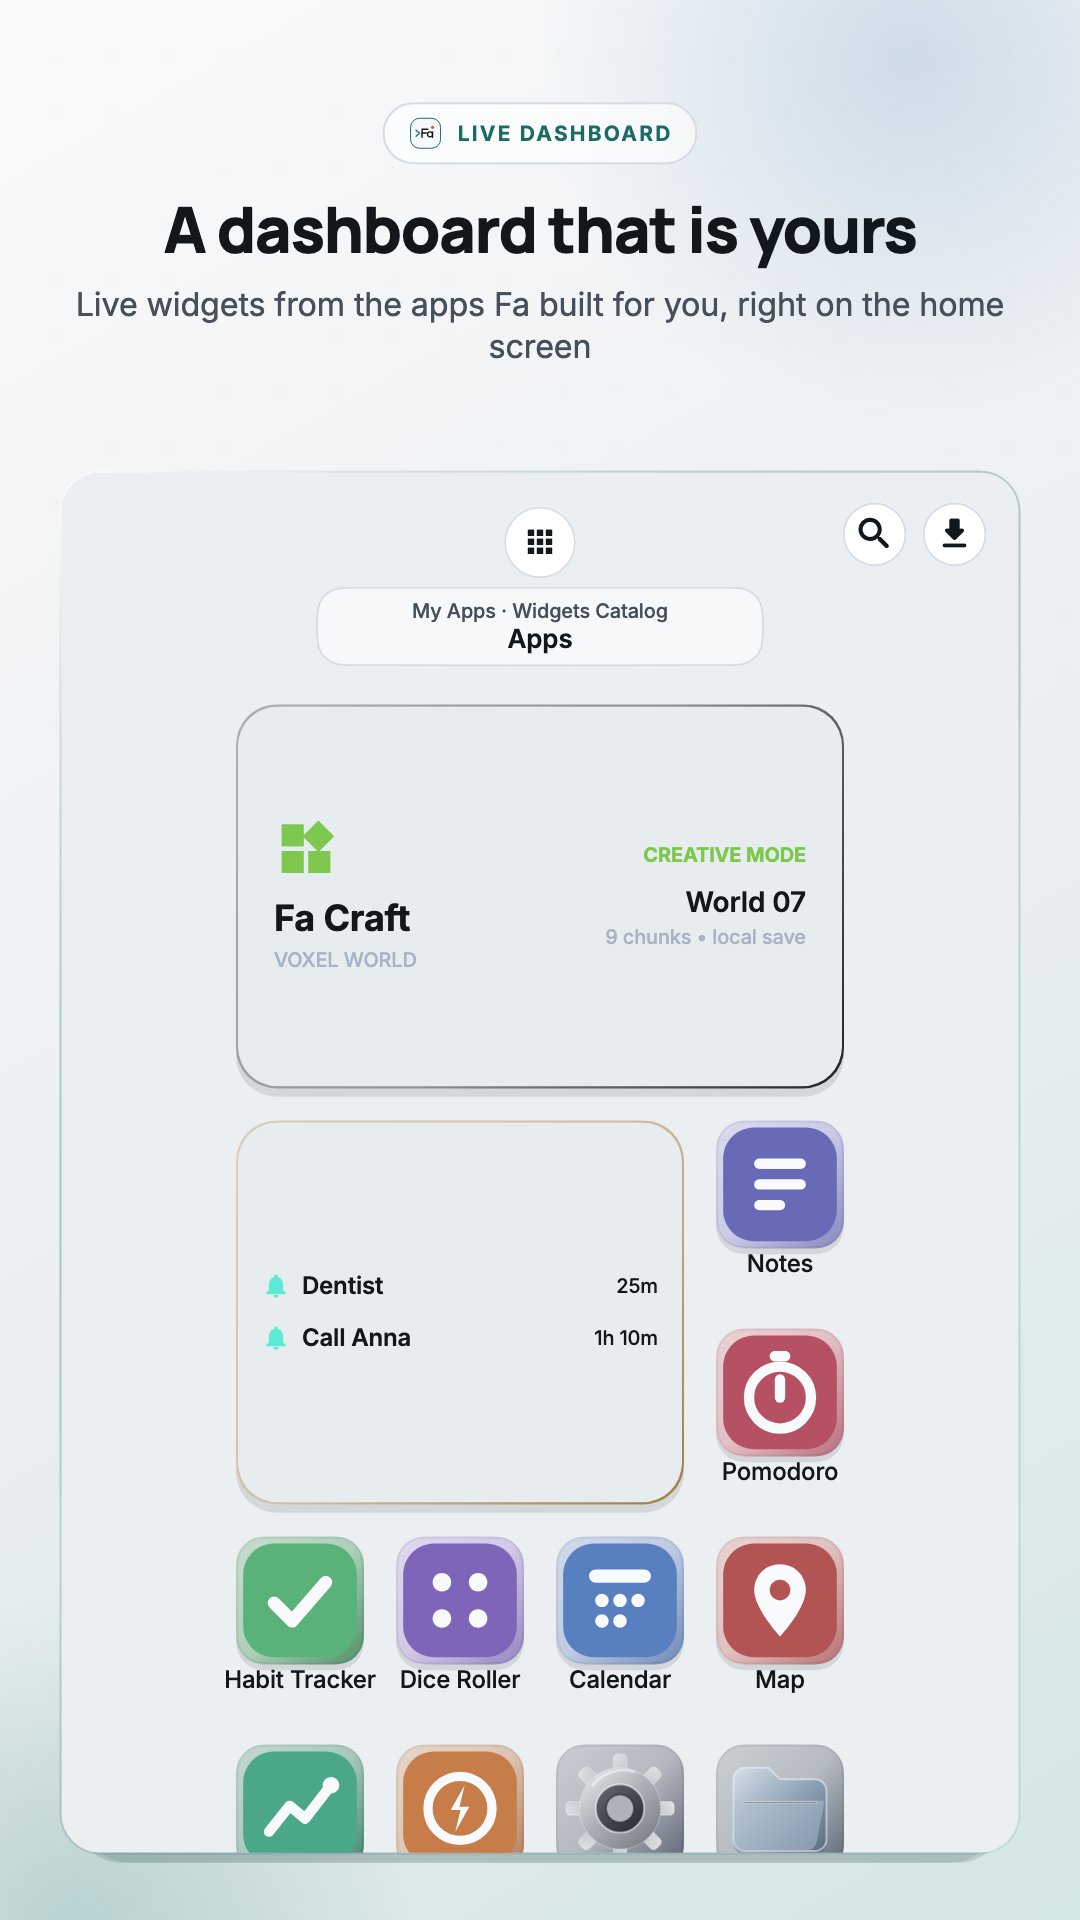 >Fa LIVE DASHBOARD
A dashboard that is yours
Live widgets from the apps Fa built for you, right on the home
screen
My Apps · Widgets Catalog
Apps
CREATIVE MODE
World 07
9 chunks • local save
Fa Craft
VOXEL WORLD
Dentist 25m
Call Anna 1h 10m
Notes
Pomodoro
Habit Tracker Dice Roller Calendar Map